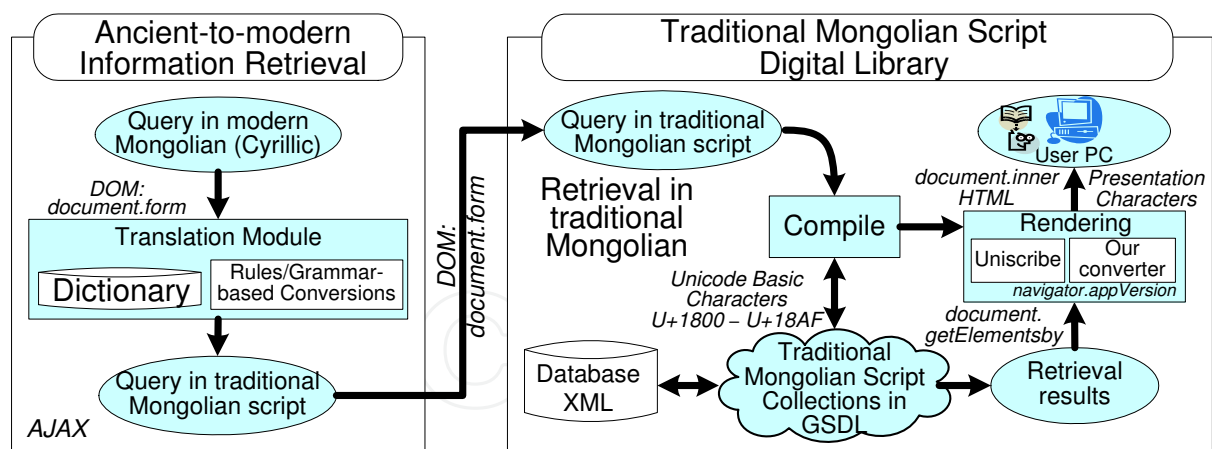 Ancient-to-modern
Information Retrieval
Query in modern
Mongolian (Cyrillic)
DOM:
document.form
Translation Module
Dictionary
Rules/Grammar-
based Conversions
Query in traditional
Mongolian script
AJAX
DOM:
document.form
Traditional Mongolian Script
Digital Library
Query in traditional
Mongolian script
Retrieval in
traditional
Mongolian
Compile
User PC
document.inner
HTML
Presentation
Characters
Rendering
Uniscribe
Our
converter
navigator.appVersion
Unicode Basic
Characters
U+1800 – U+18AF
document.
getElementsby
Database
XML
Traditional
Mongolian Script
Collections in
GSDL
Retrieval
results